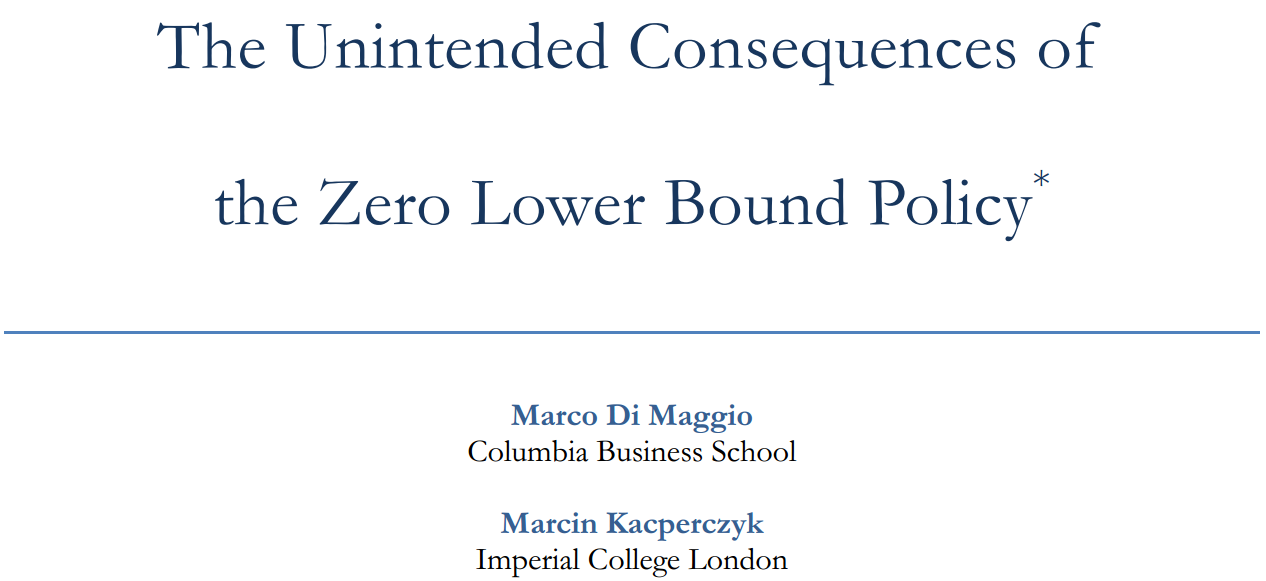 The Unintended Consequences of
the Zero Lower Bound Policy*
Marco Di Maggio
Columbia Business School
Marcin Kacperczyk
Imperial College London